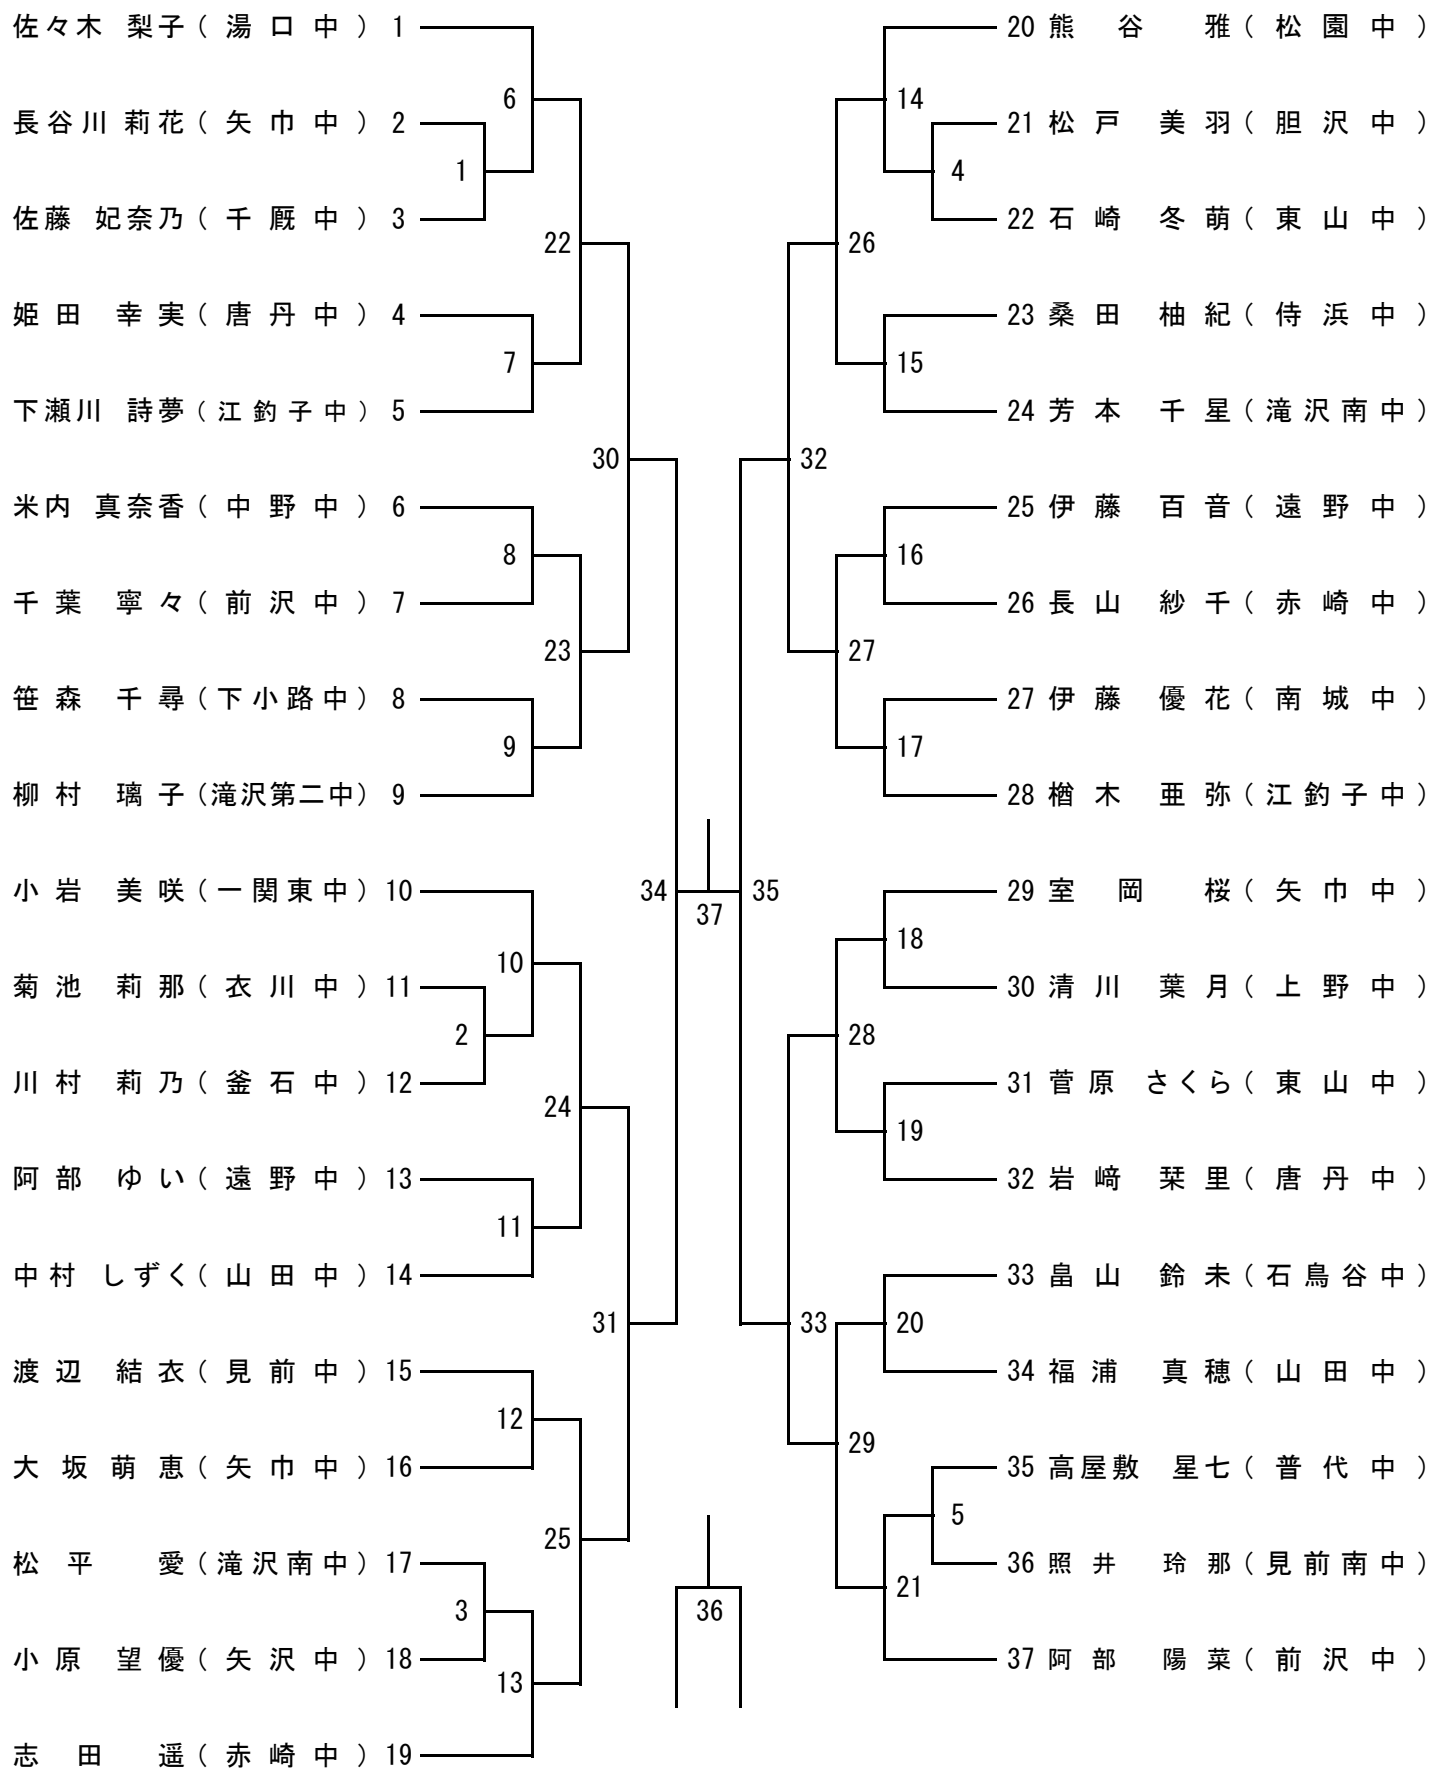 佐々木 梨子（ 湯 口 中 ） 1
長谷川 莉花（ 矢 巾 中 ） 2
佐藤 妃奈乃（ 千 厩 中 ） 3
姫 田 幸 実（ 唐 丹 中 ） 4
下瀬川 詩夢（ 江 釣 子 中 ） 5
米内 真奈香（ 中 野 中 ） 6
千 葉 寧 々（ 前 沢 中 ） 7
笹 森 千 尋（ 下 小 路 中 ） 8
柳 村 璃 子（滝沢第二中） 9
小 岩 美 咲（ 一 関 東 中 ） 10
菊 池 莉 那（ 衣 川 中 ） 11
川 村 莉 乃（ 釜 石 中 ） 12
阿 部 ゆ い（ 遠 野 中 ） 13
中 村 しずく（ 山 田 中 ） 14
渡 辺 結 衣（ 見 前 中 ） 15
大 坂 萌 恵（ 矢 巾 中 ） 16
松 平 愛（ 滝 沢 南 中 ） 17
小 原 望 優（ 矢 沢 中 ） 18
志 田 遥（ 赤 崎 中 ） 19
6
1
22
7
30
8
23
9
34
10
2
24
11
31
12
25
3
13
37
36
35
14
4
26
15
32
16
27
17
18
28
19
33
20
29
5
21
20 熊 谷 雅（ 松 園 中 ）
21 松 戸 美 羽（ 胆 沢 中 ）
22 石 崎 冬 萌（ 東 山 中 ）
23 桑 田 柚 紀（ 侍 浜 中 ）
24 芳 本 千 星（ 滝 沢 南 中 ）
25 伊 藤 百 音（ 遠 野 中 ）
26 長 山 紗 千（ 赤 崎 中 ）
27 伊 藤 優 花（ 南 城 中 ）
28 楢 木 亜 弥（ 江 釣 子 中 ）
29 室 岡 桜（ 矢 巾 中 ）
30 清 川 葉 月（ 上 野 中 ）
31 菅 原 さくら（ 東 山 中 ）
32 岩 﨑 栞 里（ 唐 丹 中 ）
33 畠 山 鈴 未（ 石 鳥 谷 中 ）
34 福 浦 真 穂（ 山 田 中 ）
35 高屋敷 星七（ 普 代 中 ）
36 照 井 玲 那（ 見 前 南 中 ）
37 阿 部 陽 菜（ 前 沢 中 ）